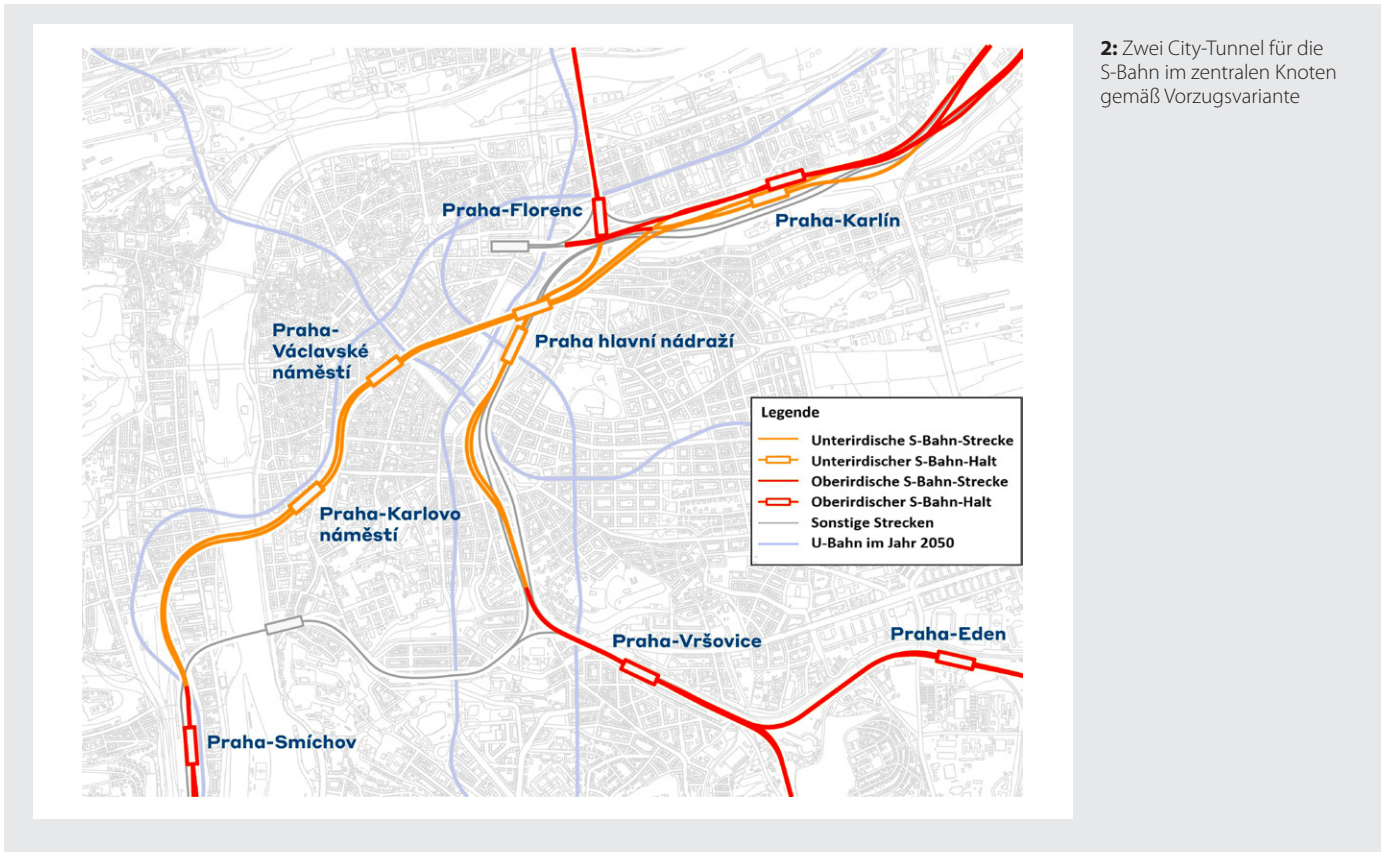 2: Zwei City-Tunnel für die
S-Bahn im zentralen Knoten
gemäß Vorzugsvariante
Praha-Florenc
Praha-Karlín
Praha-
Václavské
náměstí
Praha hlavní nádraží
Praha-Karlovo
náměstí
Praha-Vršovice
Praha-Eden
Praha-Smíchov
Legende
Unterirdische S-Bahn-Strecke
Unterirdischer S-Bahn-Halt
Oberirdische S-Bahn-Strecke
Oberirdischer S-Bahn-Halt
Sonstige Strecken
U-Bahn im Jahr 2050